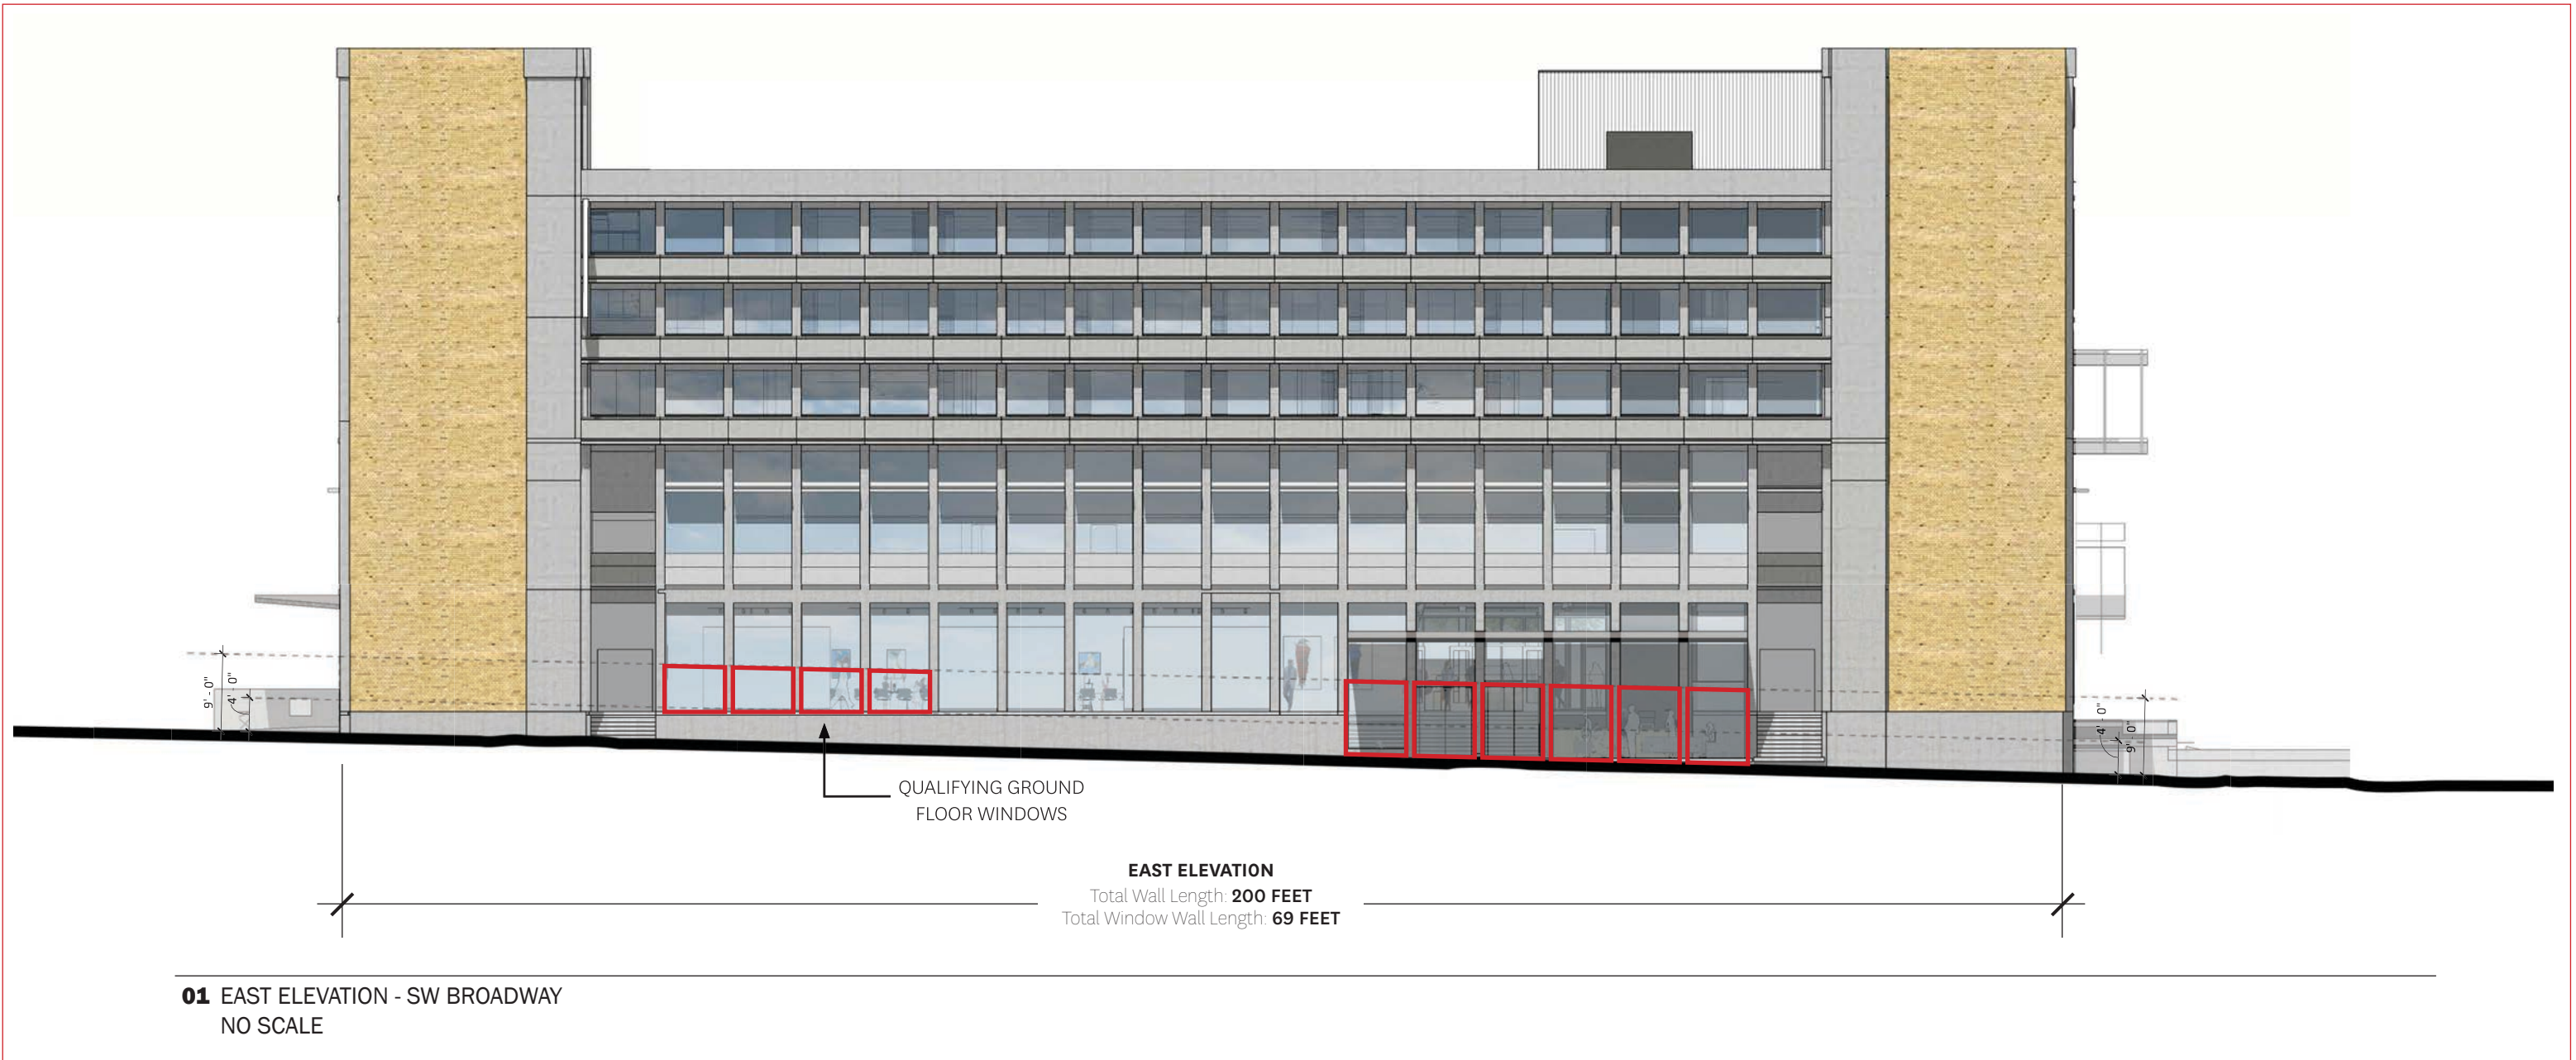 9' - 0"
4' - 0"
4' - 0"
9' - 0"
QUALIFYING GROUND
FLOOR WINDOWS
EAST ELEVATION
Total Wall Length: 200 FEET
Total Window Wall Length: 69 FEET
01 EAST ELEVATION - SW BROADWAY
NO SCALE